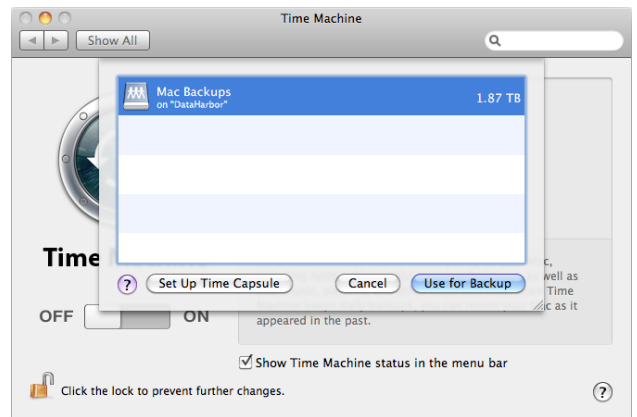 Time Machine
Show All
Mac Backups
on "DataHarbor"
1.87 TB
Time
c,
well as
Time
ic as it
appeared in the past.
?
Set Up Time Capsule
Cancel
Use for Backup
OFF
ON
Show Time Machine status in the menu bar
Click the lock to prevent further changes.
?